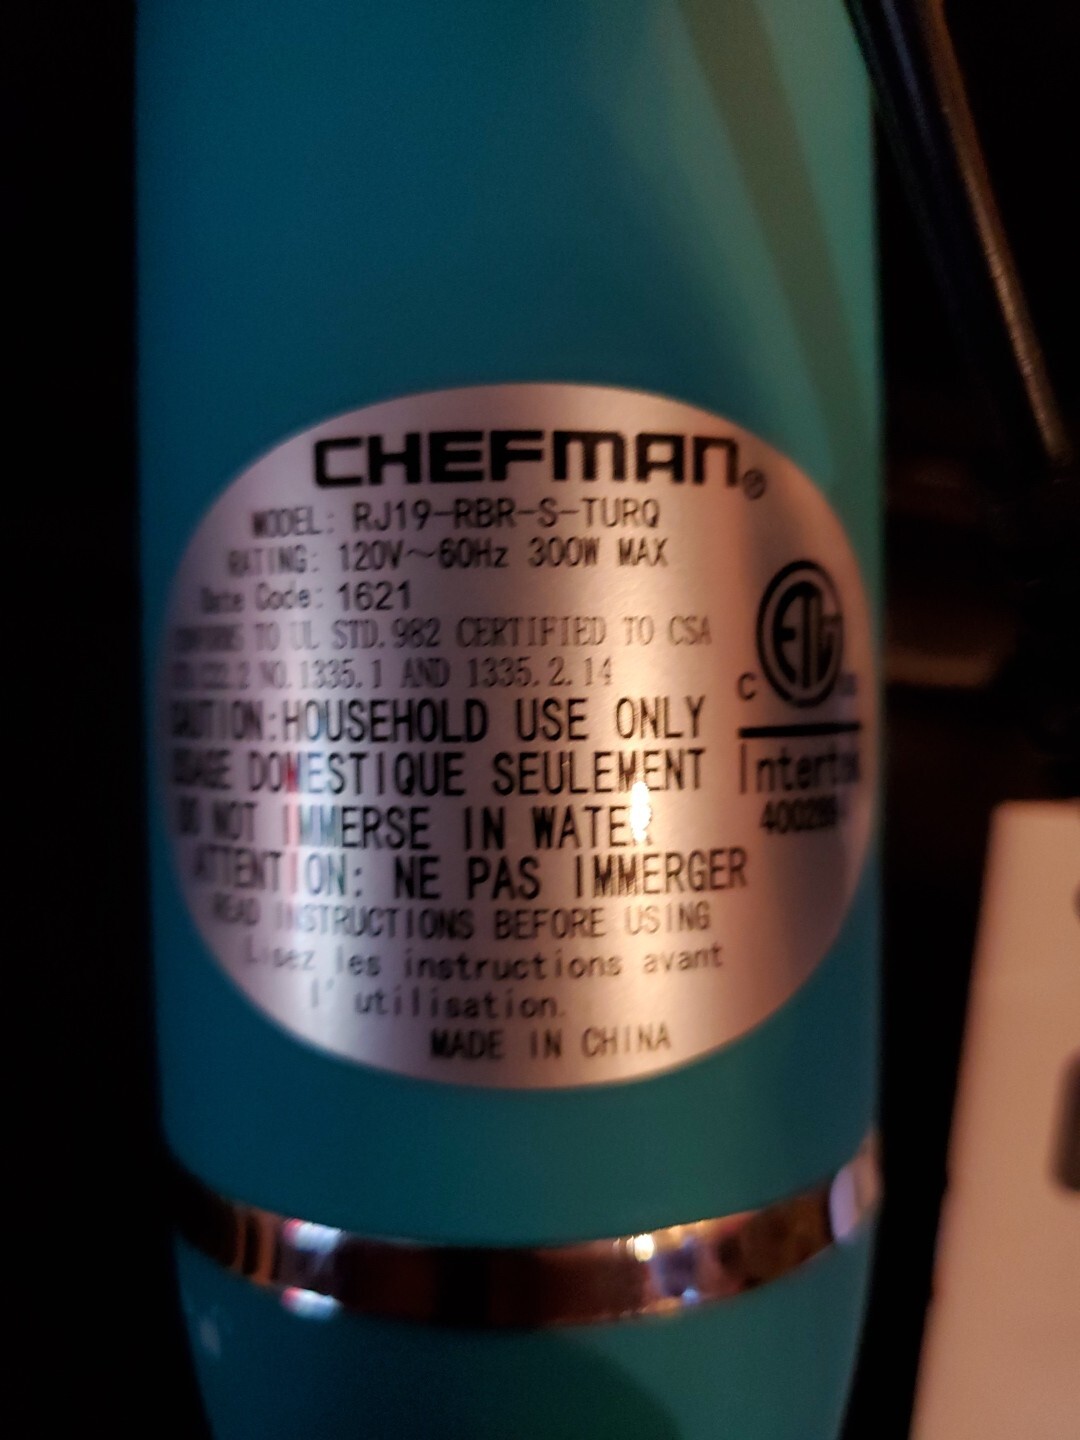 CHEFMAN®
MODEL: RJ19-RBR-S-TURQ
RATING: 120V~60Hz 300W MAX
Date Code: 1621
CONFORMS TO UL STD.982 CERTIFIED TO CSA
NO.1335.1 AND 1335.2.14
CAUTION:HOUSEHOLD USE ONLY
USAGE DOMESTIQUE SEULEMENT
DO NOT IMMERSE IN WATER
ATTENTION: NE PAS IMMERGER
READ INSTRUCTIONS BEFORE USING
Lisez les instructions avant
l'utilisation.
MADE IN CHINA
C ETL US
Intertek